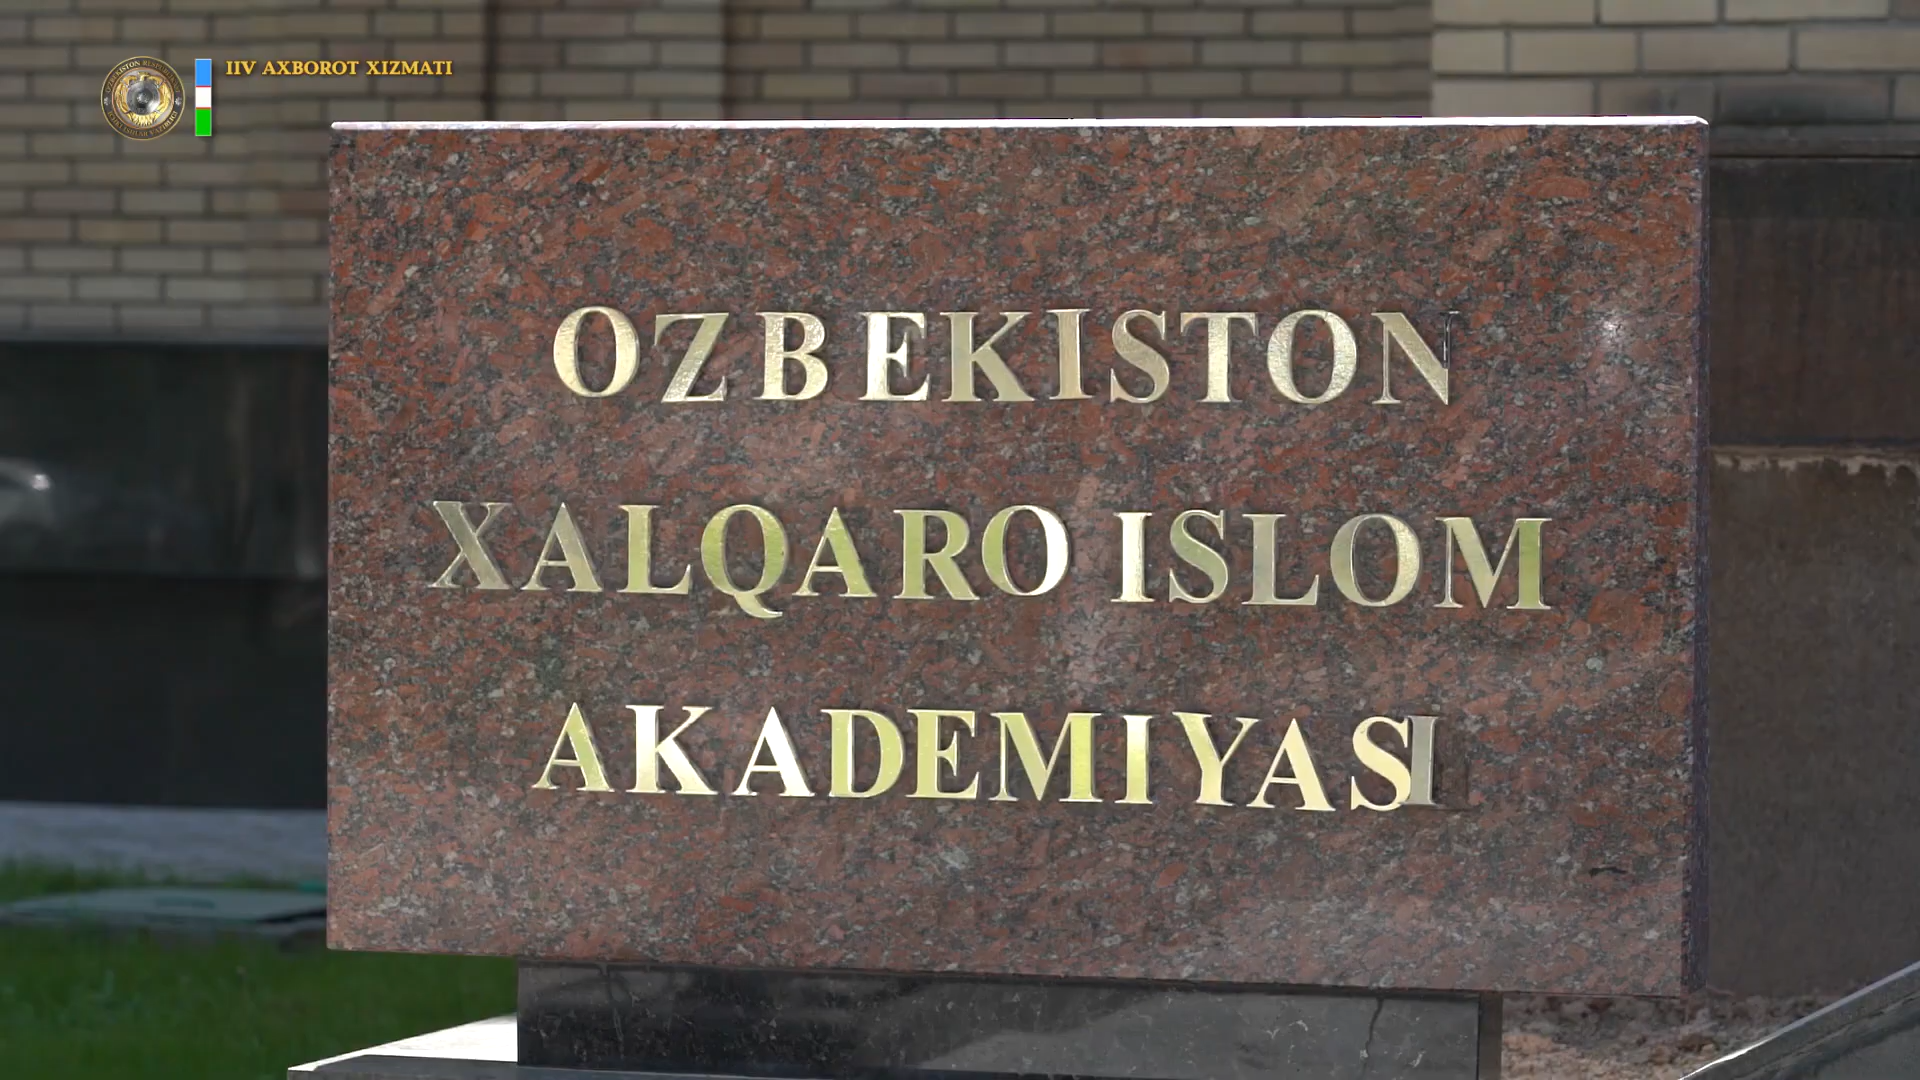 IIV AXBOROT XIZMATI
OZBEKISTON
XALQARO ISLOM
AKADEMIYASI